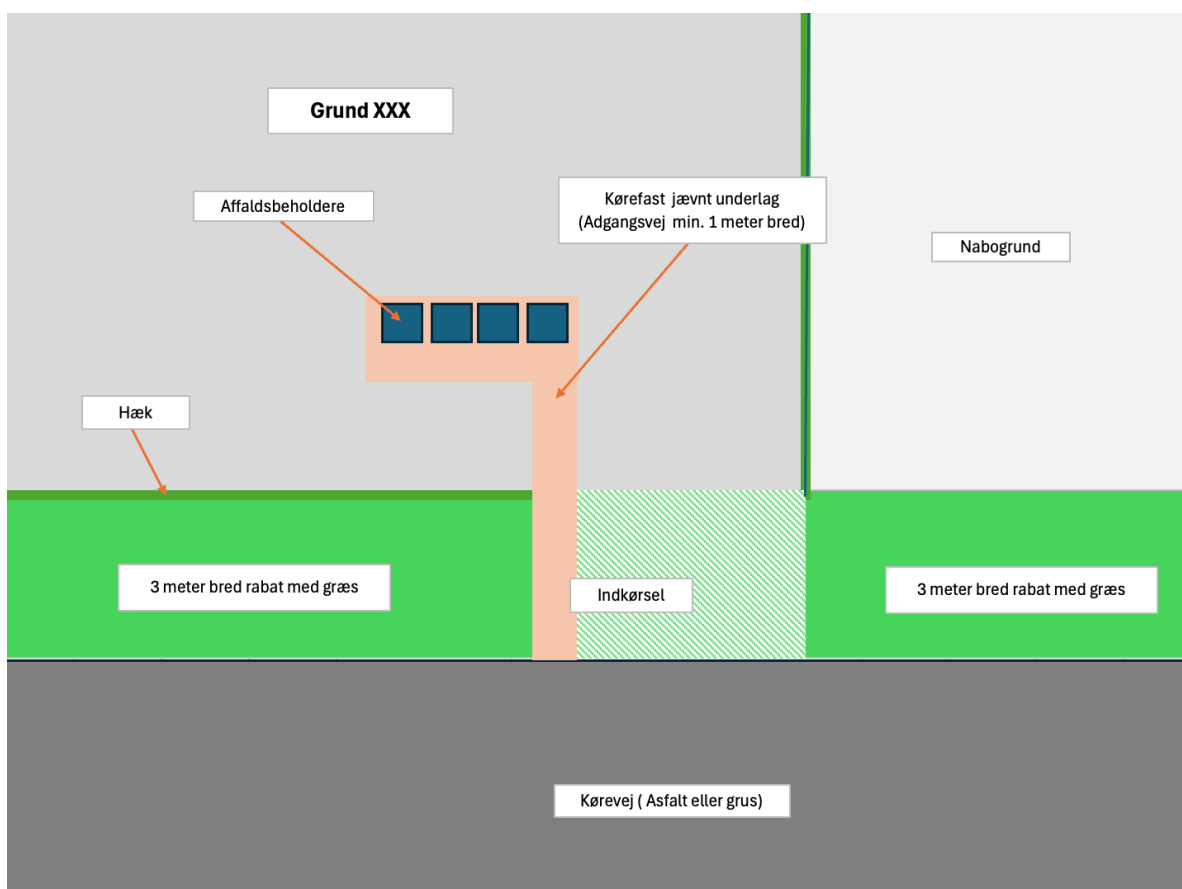 Grund XXX
Affaldsbeholdere
Kørefast jævnt underlag
(Adgangsvej min. 1 meter bred)
Nabogrund
Hæk
3 meter bred rabat med græs
Indkørsel
3 meter bred rabat med græs
Kørevej ( Asfalt eller grus)